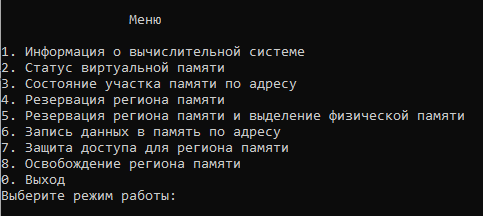 Меню
1. Информация о вычислительной системе
2. Статус виртуальной памяти
3. Состояние участка памяти по адресу
4. Резервация региона памяти
5. Резервация региона памяти и выделение физической памяти
6. Запись данных в память по адресу
7. Защита доступа для региона памяти
8. Освобождение региона памяти
0. Выход
Выберите режим работы: